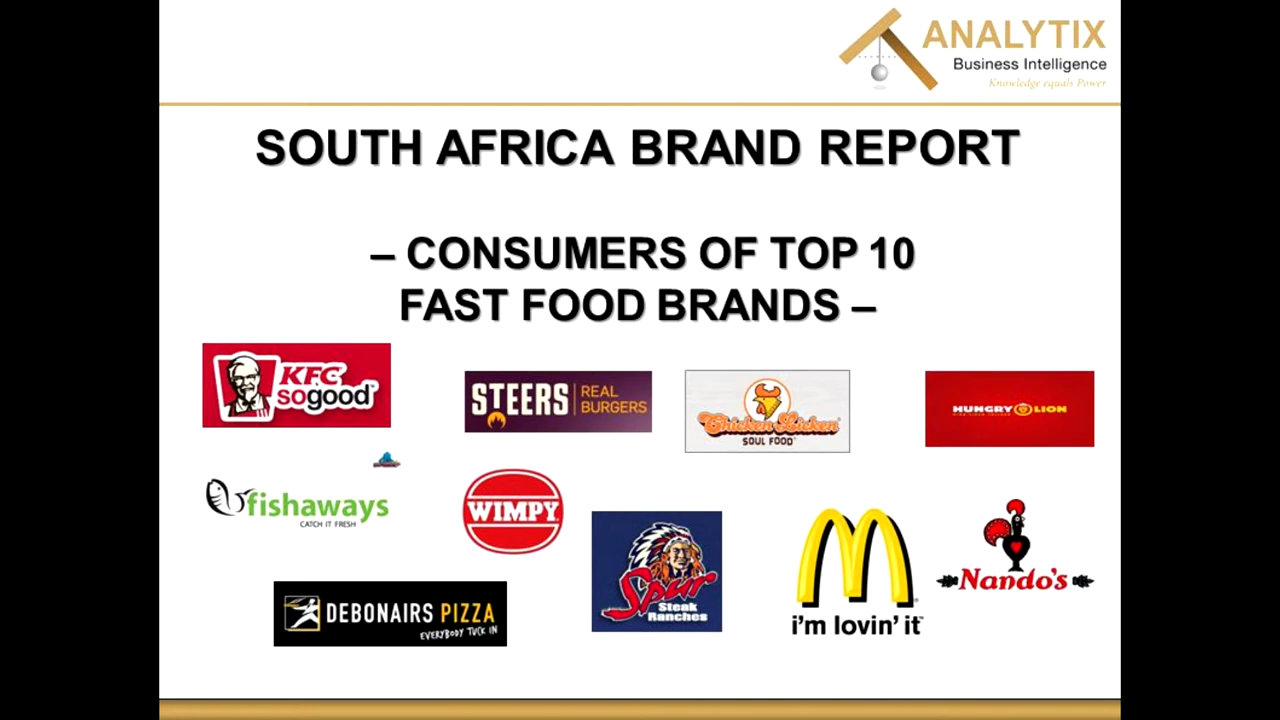 ANALYTIX
Business Intelligence
Knowledge equals Power
SOUTH AFRICA BRAND REPORT
– CONSUMERS OF TOP 10
FAST FOOD BRANDS –
KFC
sogood
STEERS
REAL
BURGERS
Chicken Licken
SOUL FOOD
HUNGRY LION
fishaways
CATCH IT FRESH
WIMPY
Spur
Steak
Ranches
i'm lovin' it
Nando's
DEBONAIRS PIZZA
EVERYBODY TUCK IN